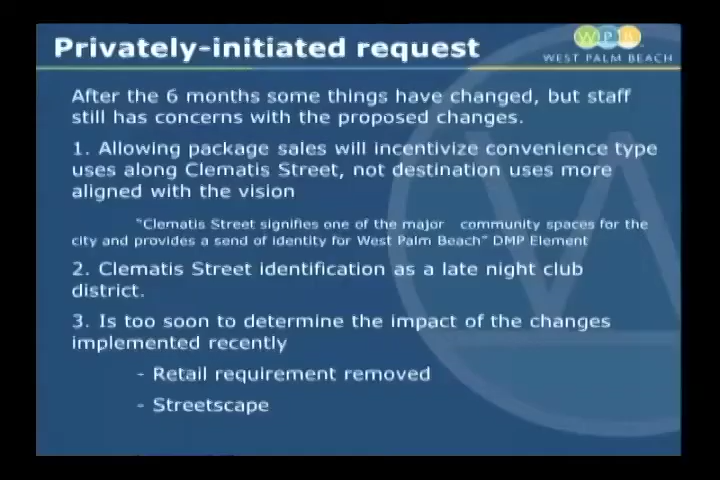 Privately-initiated request
WPB
WEST PALM BEACH
After the 6 months some things have changed, but staff
still has concerns with the proposed changes.
1. Allowing package sales will incentivize convenience type
uses along Clematis Street, not destination uses more
aligned with the vision
"Clematis Street signifies one of the major community spaces for the
city and provides a send of identity for West Palm Beach" DMP Element
2. Clematis Street identification as a late night club
district.
3. Is too soon to determine the impact of the changes
implemented recently
- Retail requirement removed
- Streetscape